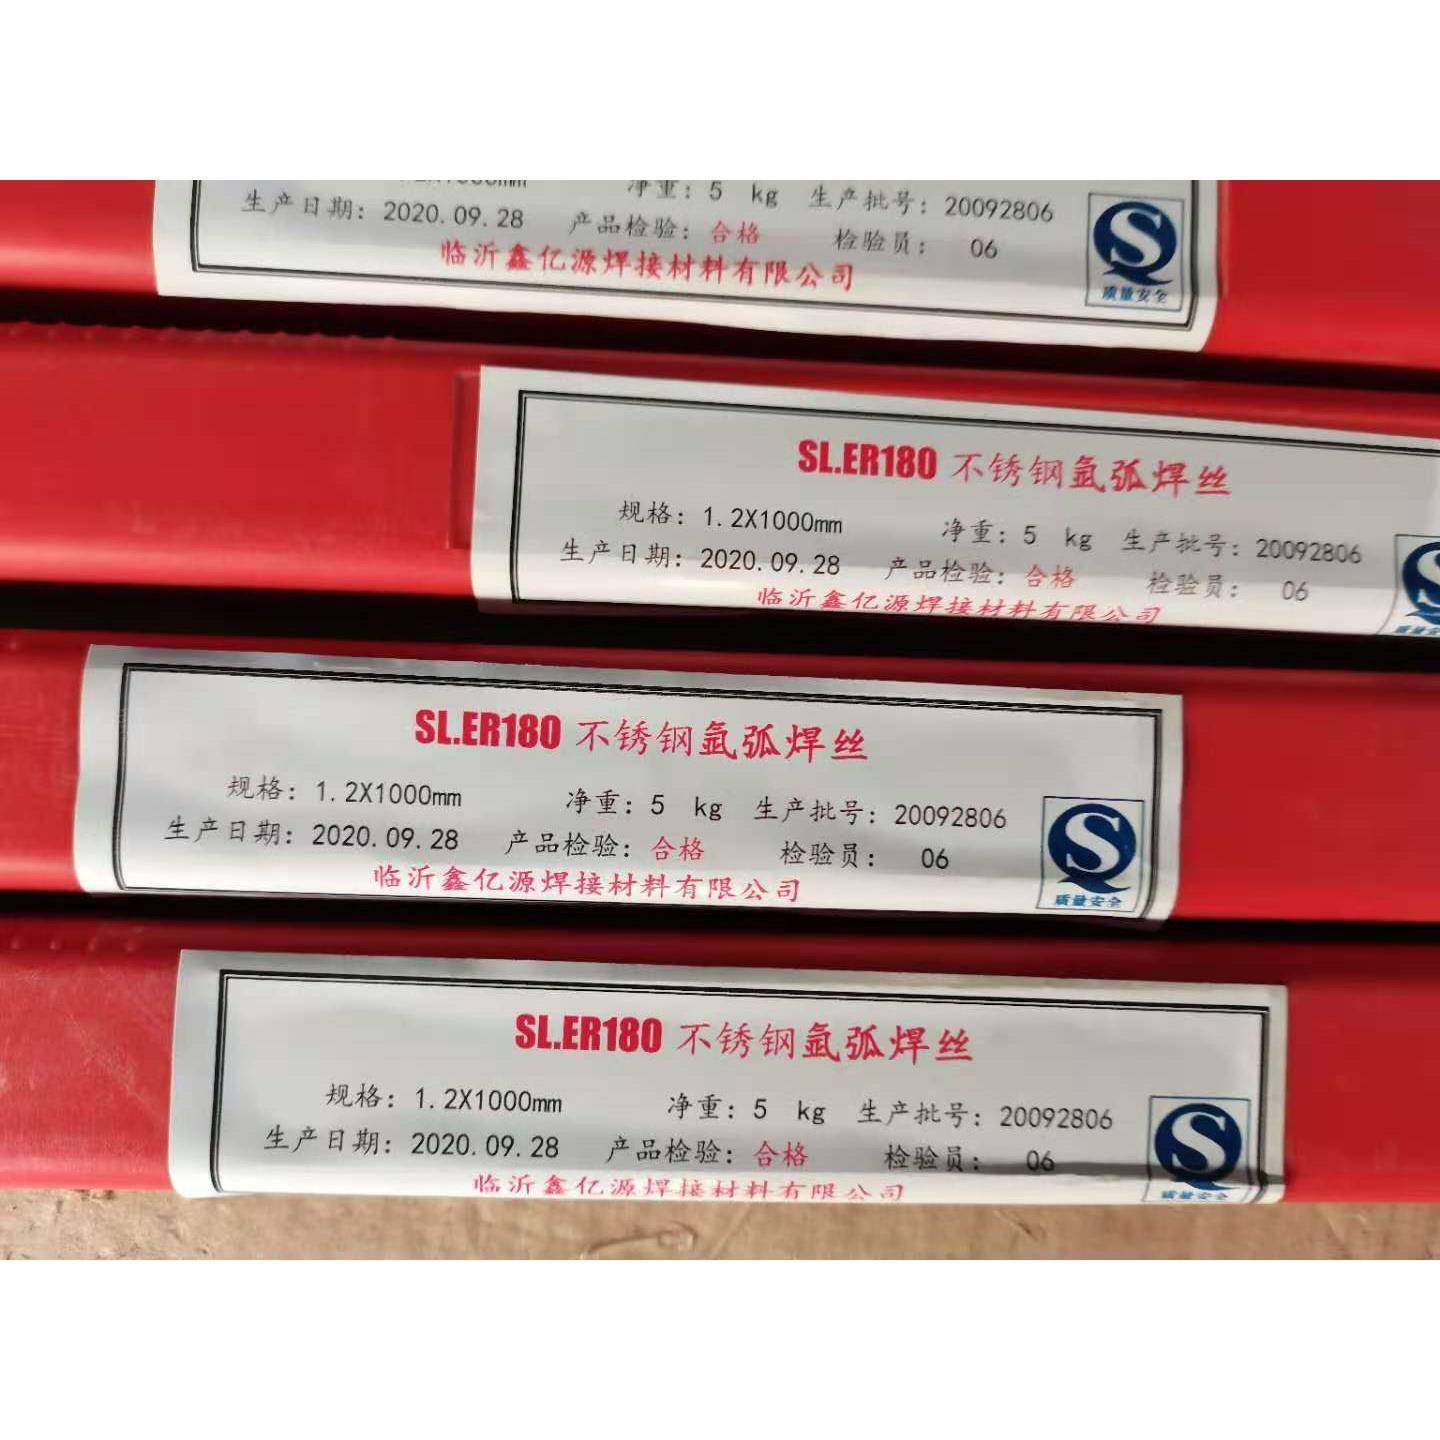 净重: 5 kg 生产批号: 20092806
生产日期: 2020.09.28 产品检验: 合格 检验员: 06
临沂鑫亿源焊接材料有限公司
质量安全
SL.ER180 不锈钢氩弧焊丝
规格: 1.2X1000mm 净重: 5 kg 生产批号: 20092806
生产日期: 2020.09.28 产品检验: 合格 检验员: 06
临沂鑫亿源焊接材料有限公司
质量安
SL.ER180 不锈钢氩弧焊丝
规格: 1.2X1000mm 净重: 5 kg 生产批号: 20092806
生产日期: 2020.09.28 产品检验: 合格 检验员: 06
临沂鑫亿源焊接材料有限公司
质量安全
SL.ER180 不锈钢氩弧焊丝
规格: 1.2X1000mm 净重: 5 kg 生产批号: 20092806
生产日期: 2020.09.28 产品检验: 合格 检验员: 06
临沂鑫亿源焊接材料有限公司
质量安全